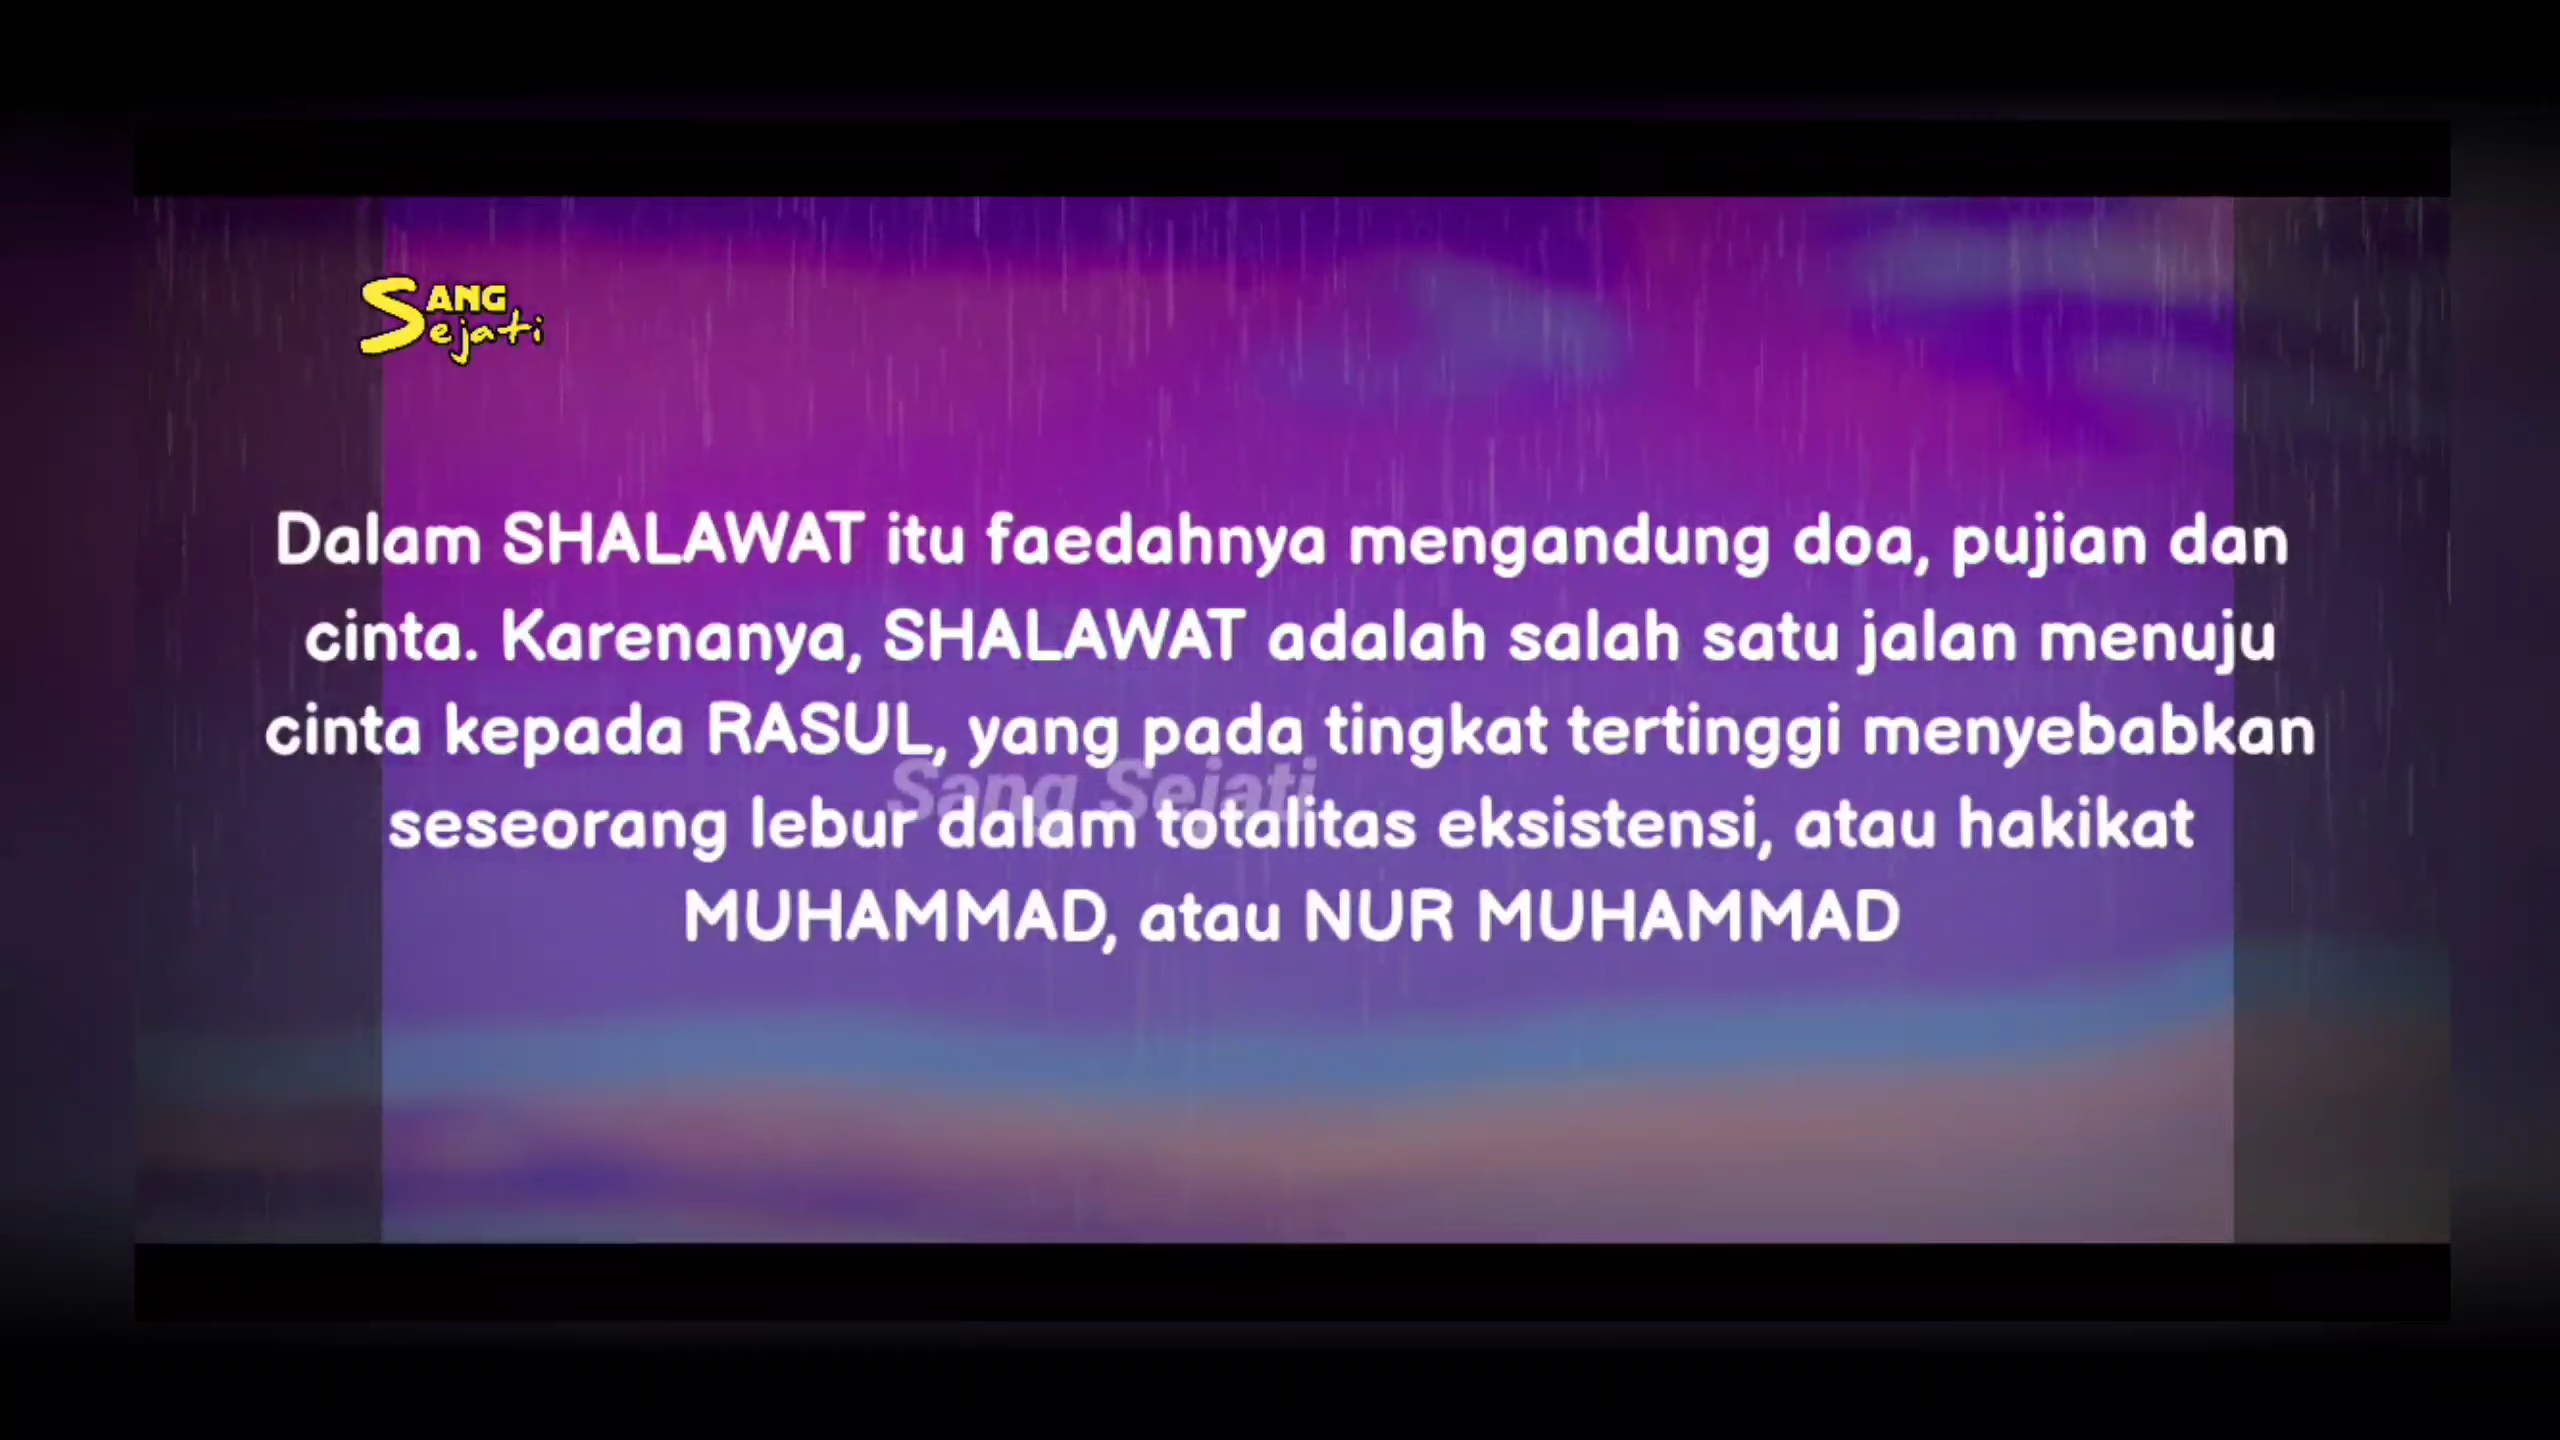 SANG
Sejati
Dalam SHALAWAT itu faedahnya mengandung doa, pujian dan
cinta. Karenanya, SHALAWAT adalah salah satu jalan menuju
cinta kepada RASUL, yang pada tingkat tertinggi menyebabkan
Sang Sejati
seseorang lebur dalam totalitas eksistensi, atau hakikat
MUHAMMAD, atau NUR MUHAMMAD